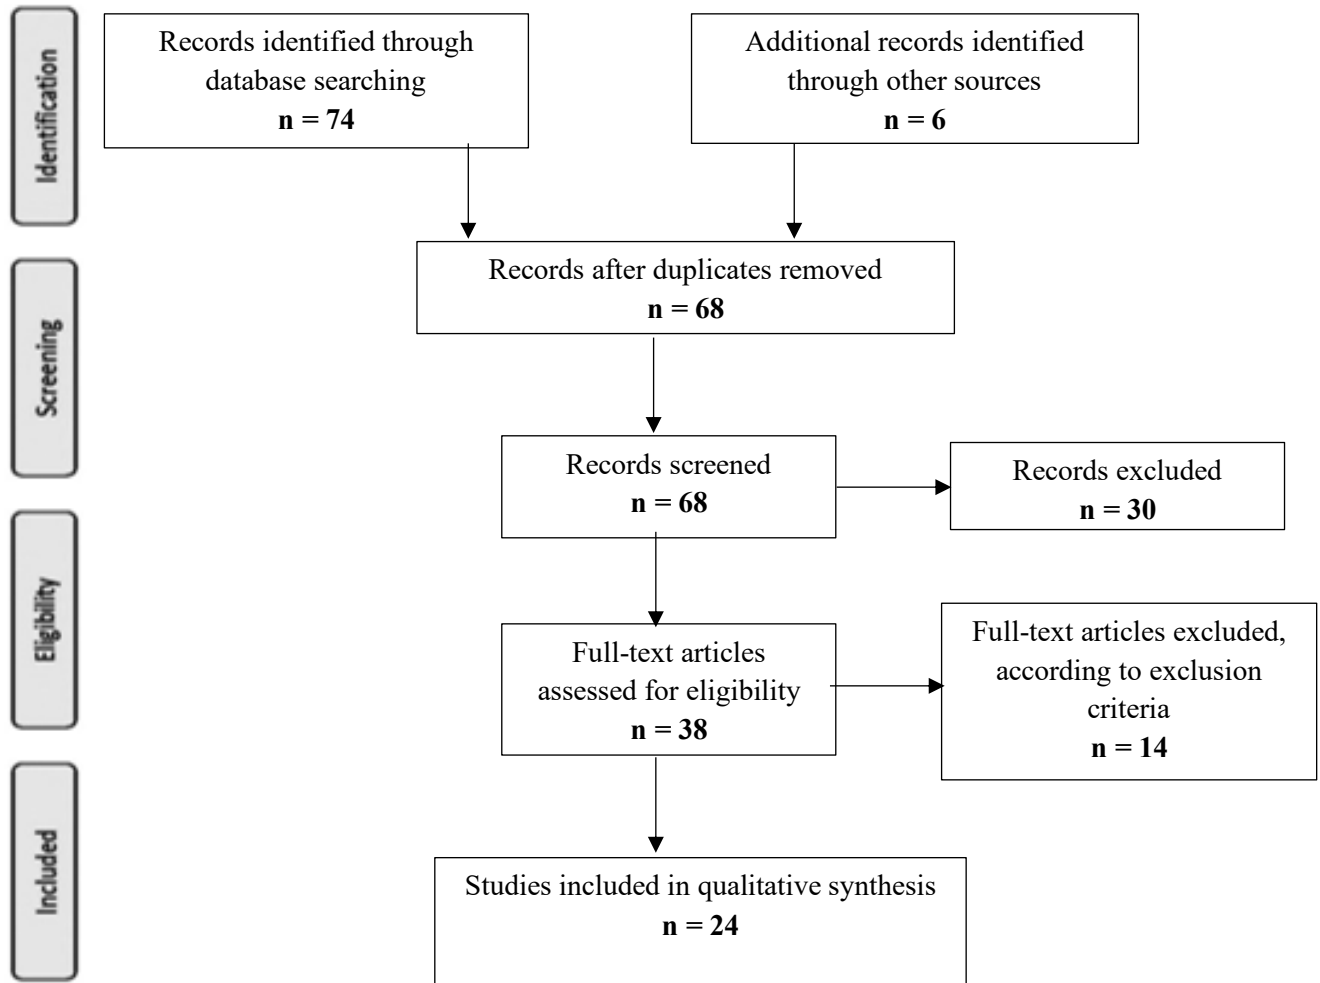 Identification
Records identified through
database searching
n = 74
Additional records identified
through other sources
n = 6
Records after duplicates removed
n = 68
Screening
Records screened
n = 68
Records excluded
n = 30
Eligibility
Full-text articles
assessed for eligibility
n = 38
Full-text articles excluded,
according to exclusion
criteria
n = 14
Included
Studies included in qualitative synthesis
n = 24